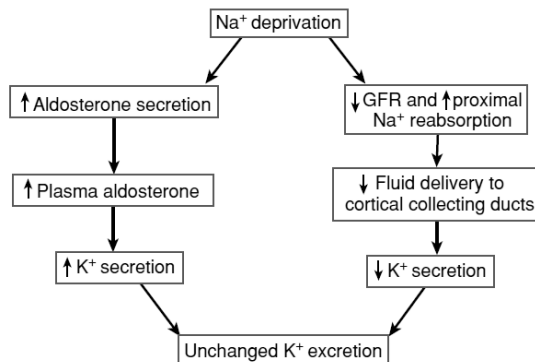 Na⁺ deprivation
↑ Aldosterone secretion
↓ GFR and ↑ proximal
Na⁺ reabsorption
↑ Plasma aldosterone
↓ Fluid delivery to
cortical collecting ducts
↑ K⁺ secretion
↓ K⁺ secretion
Unchanged K⁺ excretion